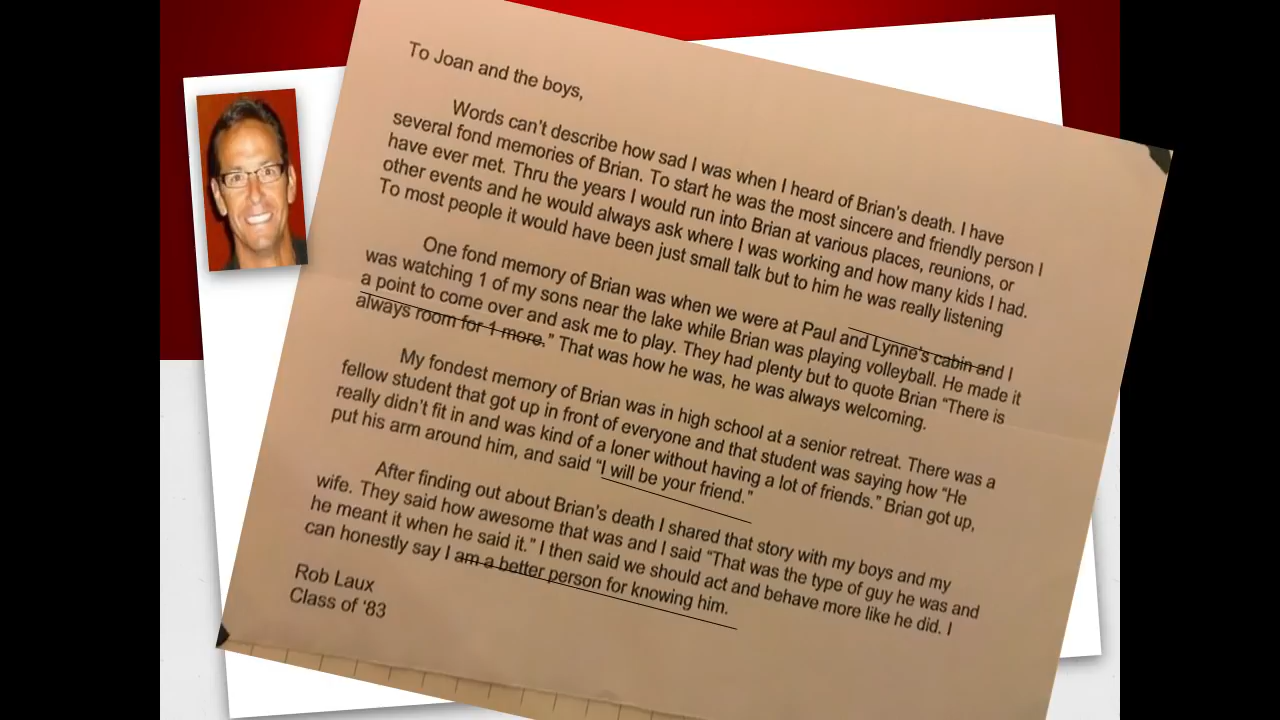 To Joan and the boys,
Words can't describe how sad I was when I heard of Brian's death. I have
several fond memories of Brian. To start he was the most sincere and friendly person I
have ever met. Thru the years I would run into Brian at various places, reunions, or
other events and he would always ask where I was working and how many kids I had.
To most people it would have been just small talk but to him he was really listening
One fond memory of Brian was when we were at Paul and Lynne's cabin and I
was watching 1 of my sons near the lake while Brian was playing volleyball. He made it
a point to come over and ask me to play. They had plenty but to quote Brian "There is
always room for 1 more." That was how he was, he was always welcoming.
My fondest memory of Brian was in high school at a senior retreat. There was a
fellow student that got up in front of everyone and that student was saying how "He
really didn't fit in and was kind of a loner without having a lot of friends." Brian got up,
put his arm around him, and said "I will be your friend."
After finding out about Brian's death I shared that story with my boys and my
wife. They said how awesome that was and I said "That was the type of guy he was and
he meant it when he said it." I then said we should act and behave more like he did. I
can honestly say I am a better person for knowing him.
Rob Laux
Class of '83